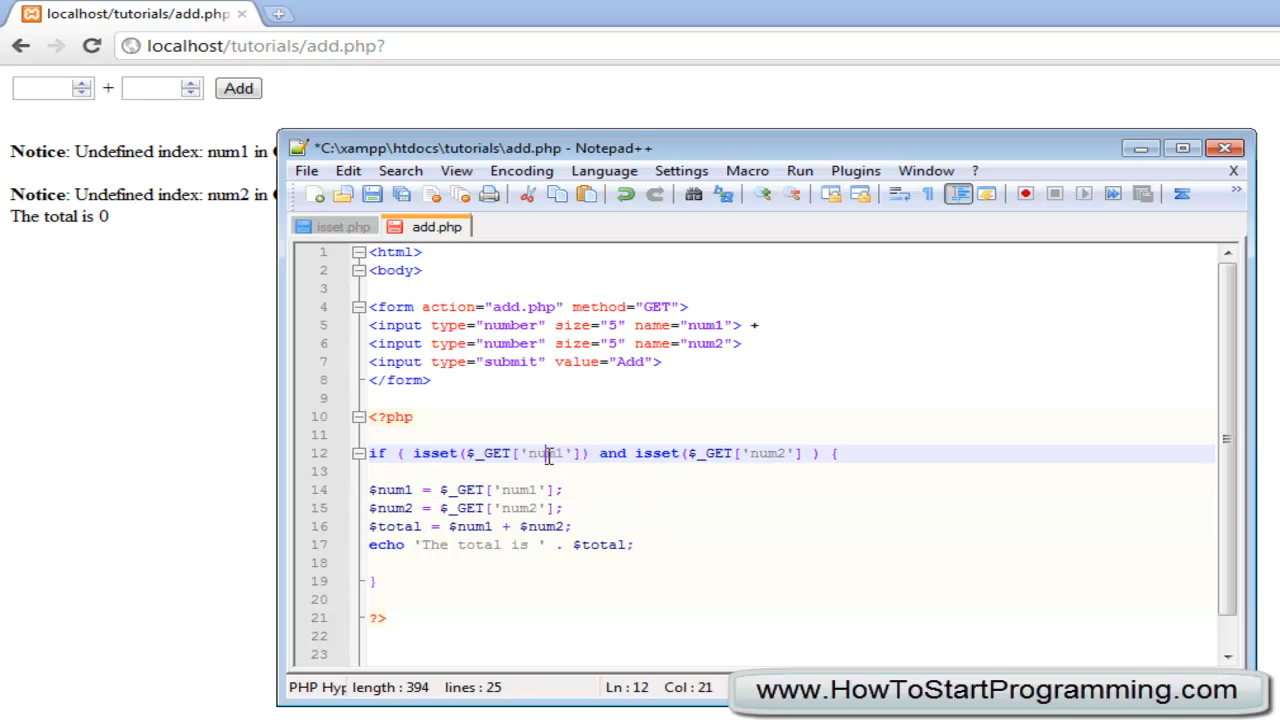 localhost/tutorials/add.php
localhost/tutorials/add.php?
+ Add
Notice: Undefined index: num1 in
Notice: Undefined index: num2 in
The total is 0
*C:\xampp\htdocs\tutorials\add.php - Notepad++
File Edit Search View Encoding Language Settings Macro Run Plugins Window ? X
isset.php add.php
1 <html>
2 <body>
3
4 <form action="add.php" method="GET">
5 <input type="number" size="5" name="num1"> +
6 <input type="number" size="5" name="num2">
7 <input type="submit" value="Add">
8 </form>
9
10 <?php
11
12 if ( isset($_GET['num1']) and isset($_GET['num2'] ) {
13
14 $num1 = $_GET['num1'];
15 $num2 = $_GET['num2'];
16 $total = $num1 + $num2;
17 echo 'The total is ' . $total;
18
19 }
20
21 ?>
22
23
PHP Hyp length : 394 lines : 25 Ln : 12 Col : 21
www.HowToStartProgramming.com